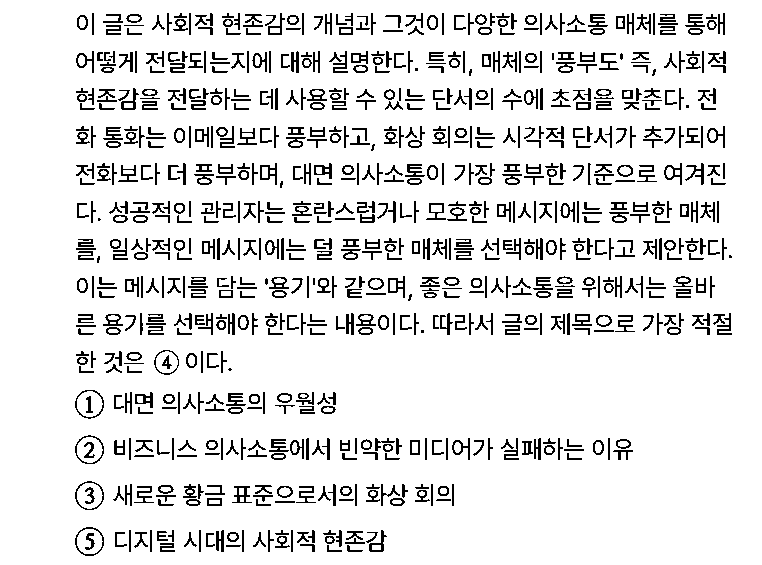 이 글은 사회적 현존감의 개념과 그것이 다양한 의사소통 매체를 통해
어떻게 전달되는지에 대해 설명한다. 특히, 매체의 '풍부도' 즉, 사회적
현존감을 전달하는 데 사용할 수 있는 단서의 수에 초점을 맞춘다. 전
화 통화는 이메일보다 풍부하고, 화상 회의는 시각적 단서가 추가되어
전화보다 더 풍부하며, 대면 의사소통이 가장 풍부한 기준으로 여겨진
다. 성공적인 관리자는 혼란스럽거나 모호한 메시지에는 풍부한 매체
를, 일상적인 메시지에는 덜 풍부한 매체를 선택해야 한다고 제안한다.
이는 메시지를 담는 '용기'와 같으며, 좋은 의사소통을 위해서는 올바
른 용기를 선택해야 한다는 내용이다. 따라서 글의 제목으로 가장 적절
한 것은 ④ 이다.
① 대면 의사소통의 우월성
② 비즈니스 의사소통에서 빈약한 미디어가 실패하는 이유
③ 새로운 황금 표준으로서의 화상 회의
⑤ 디지털 시대의 사회적 현존감